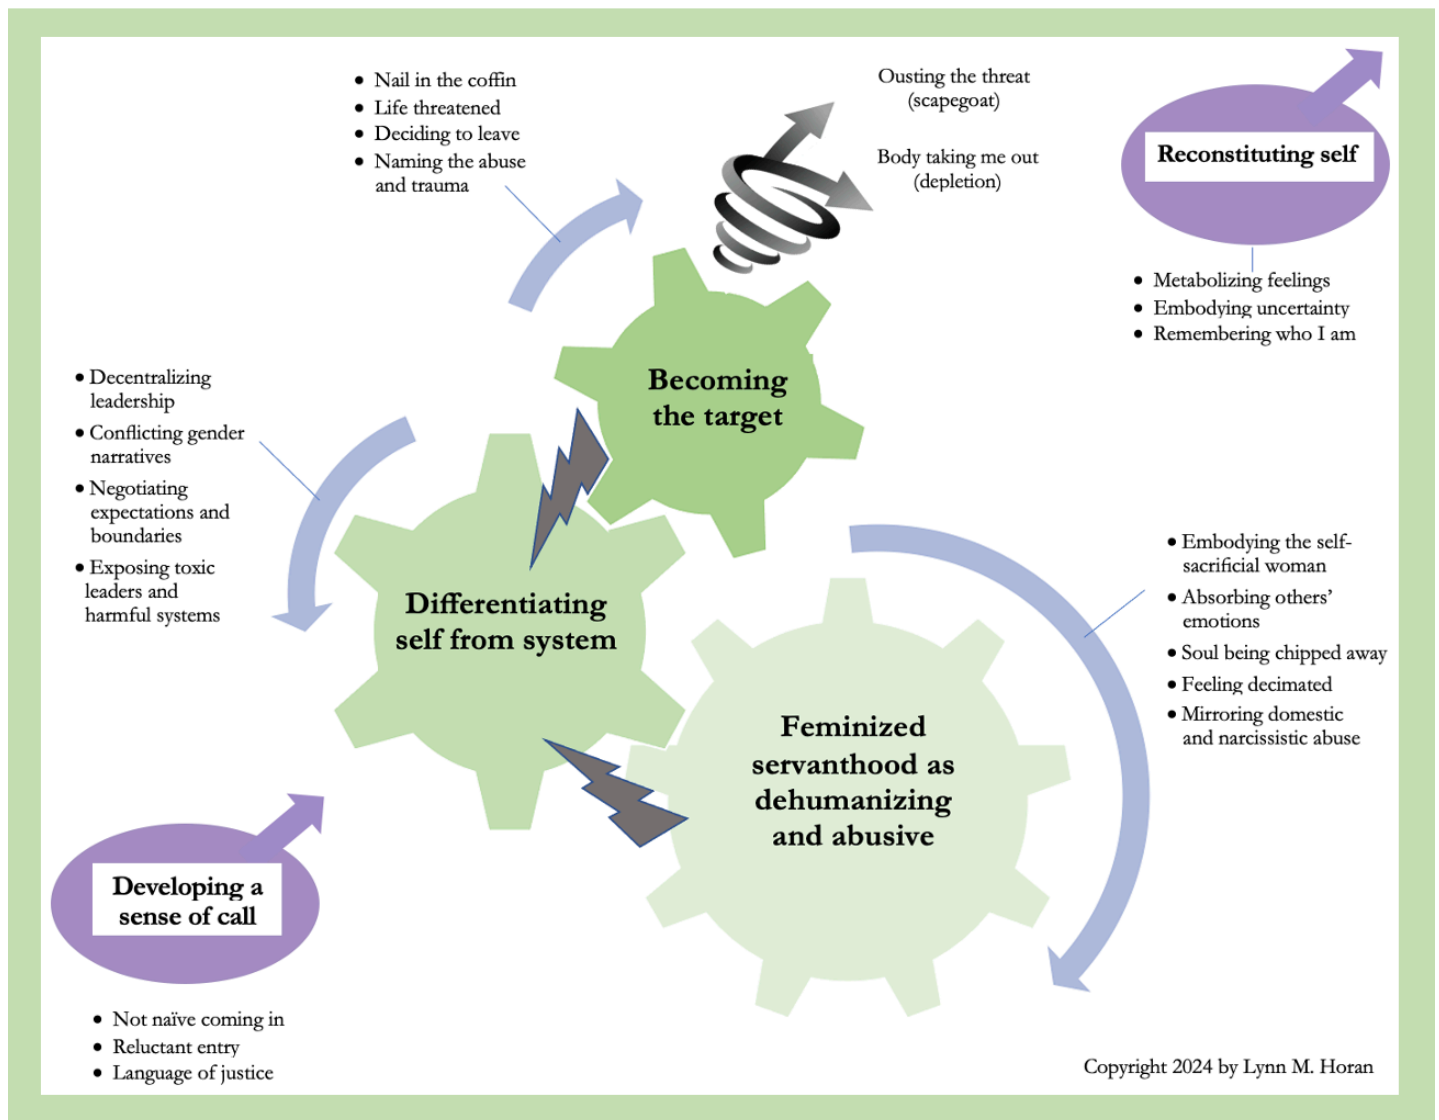 • Nail in the coffin
• Life threatened
• Deciding to leave
• Naming the abuse
and trauma
Ousting the threat
(scapegoat)
Body taking me out
(depletion)
Reconstituting self
• Metabolizing feelings
• Embodying uncertainty
• Remembering who I am
Becoming
the target
• Decentralizing
leadership
• Conflicting gender
narratives
• Negotiating
expectations and
boundaries
• Exposing toxic
leaders and
harmful systems
Differentiating
self from system
• Embodying the self-
sacrificial woman
• Absorbing others’
emotions
• Soul being chipped away
• Feeling decimated
• Mirroring domestic
and narcissistic abuse
Feminized
servanthood as
dehumanizing
and abusive
Developing a
sense of call
• Not naïve coming in
• Reluctant entry
• Language of justice
Copyright 2024 by Lynn M. Horan